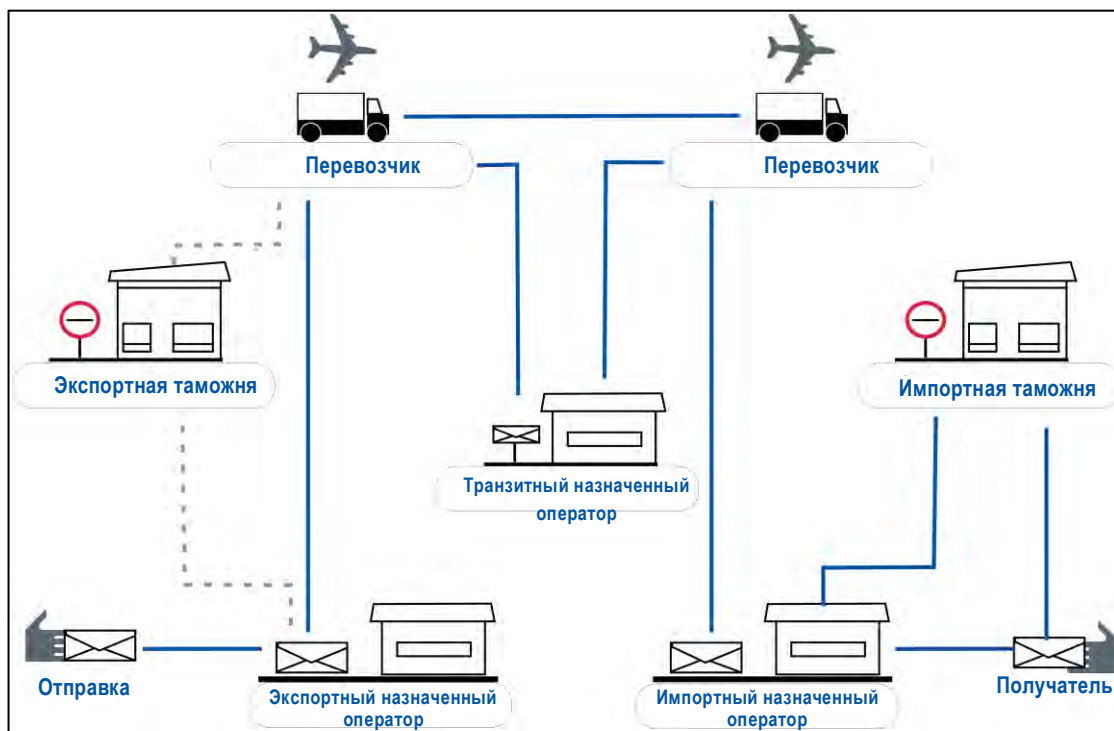 Перевозчик
Перевозчик
Экспортная таможня
Импортная таможня
Транзитный назначенный
оператор
Отправка
Экспортный назначенный
оператор
Импортный назначенный
оператор
Получатель